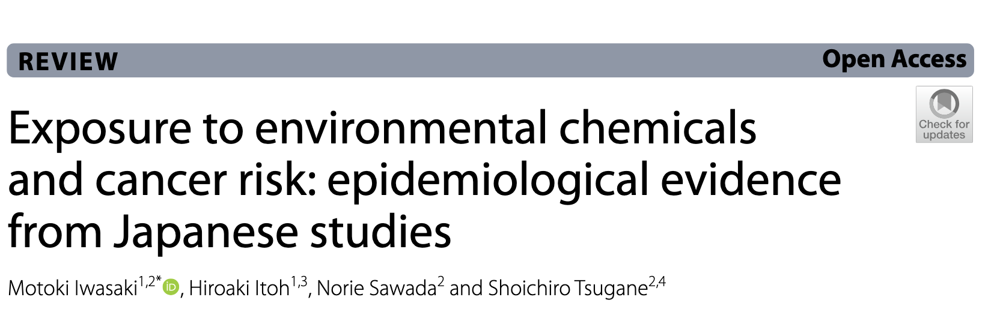 REVIEW
Open Access
Check for
updates
Exposure to environmental chemicals
and cancer risk: epidemiological evidence
from Japanese studies
Motoki Iwasaki1,2* iD, Hiroaki Itoh1,3, Norie Sawada2 and Shoichiro Tsugane2,4